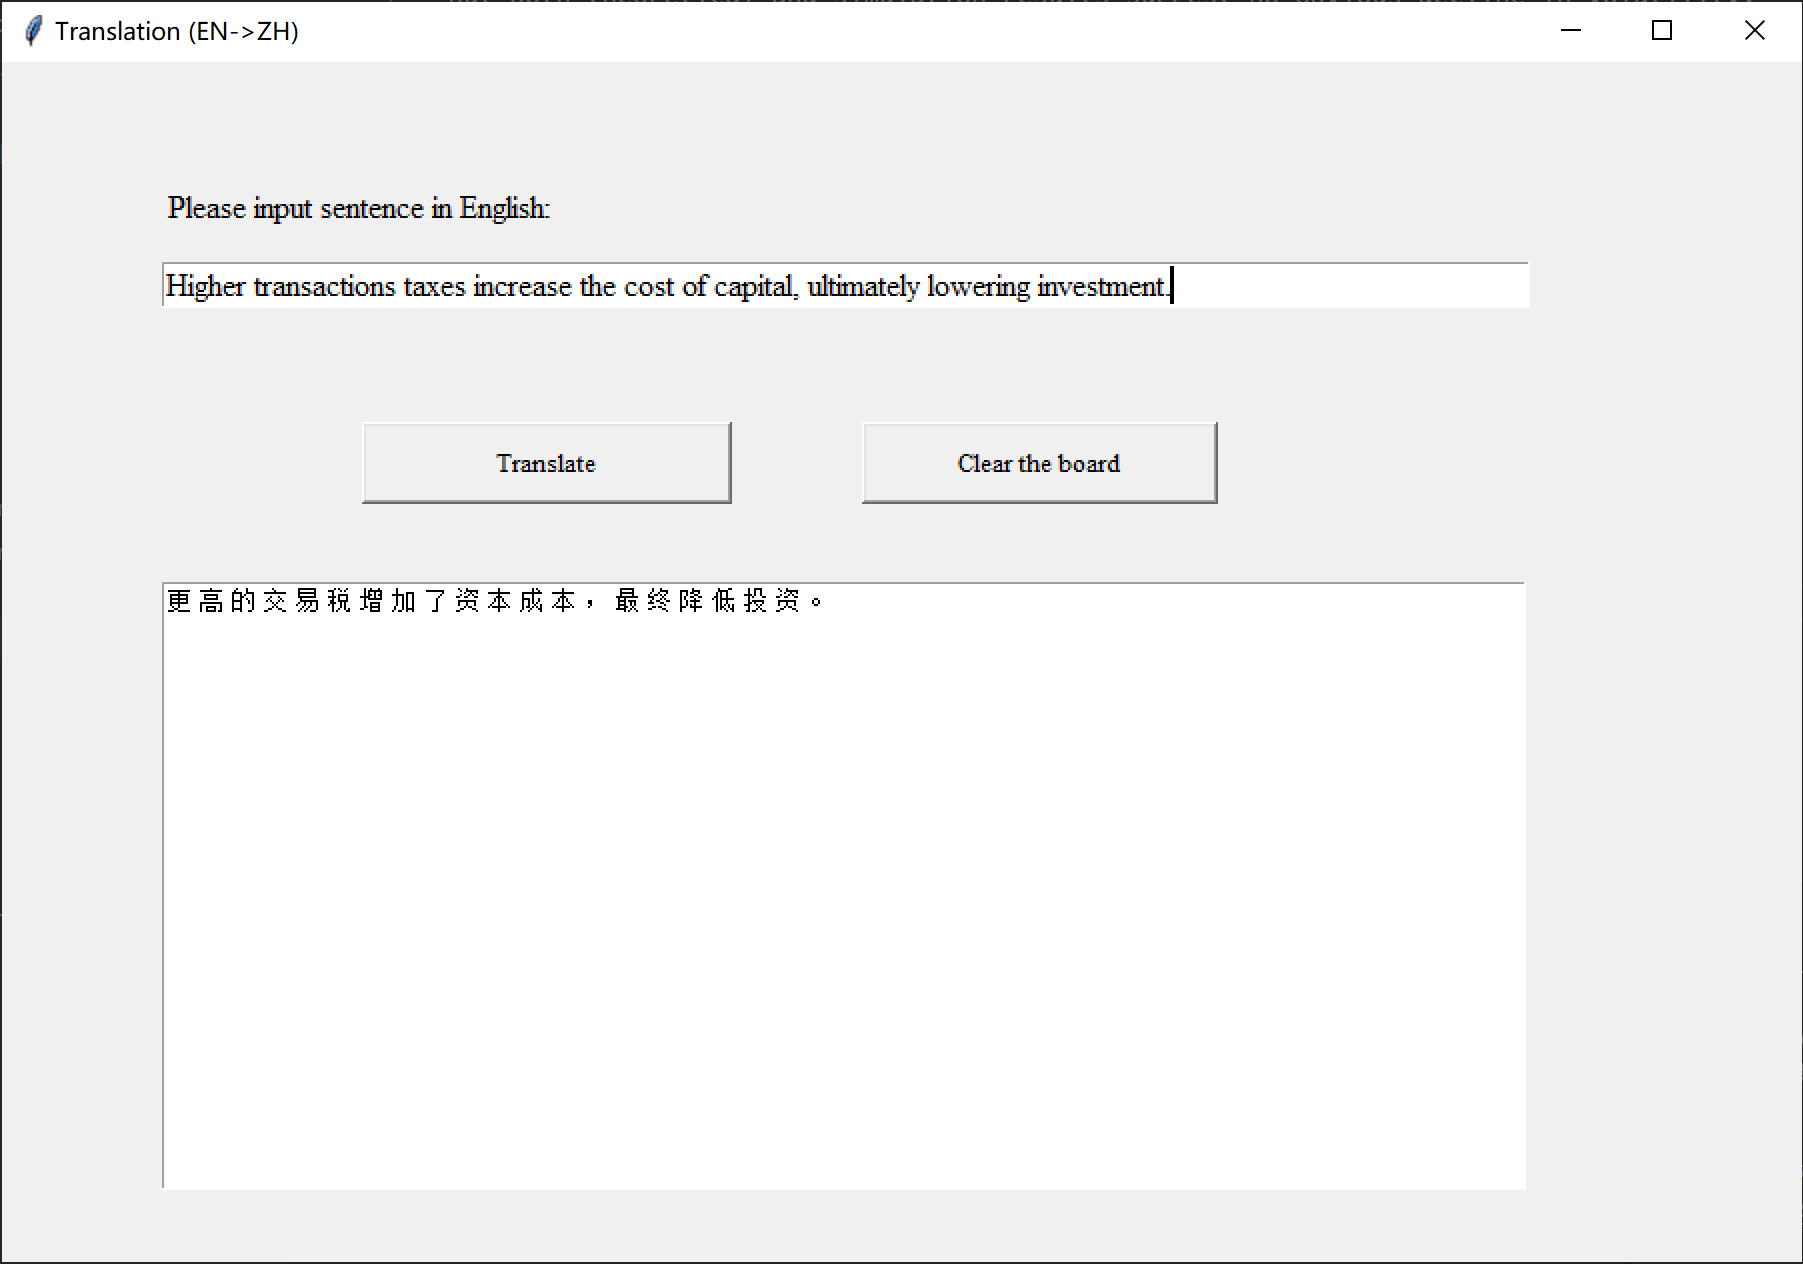 Translation (EN->ZH)
Please input sentence in English:
Higher transactions taxes increase the cost of capital, ultimately lowering investment.
Translate
Clear the board
更高的交易税增加了资本成本，最终降低投资。